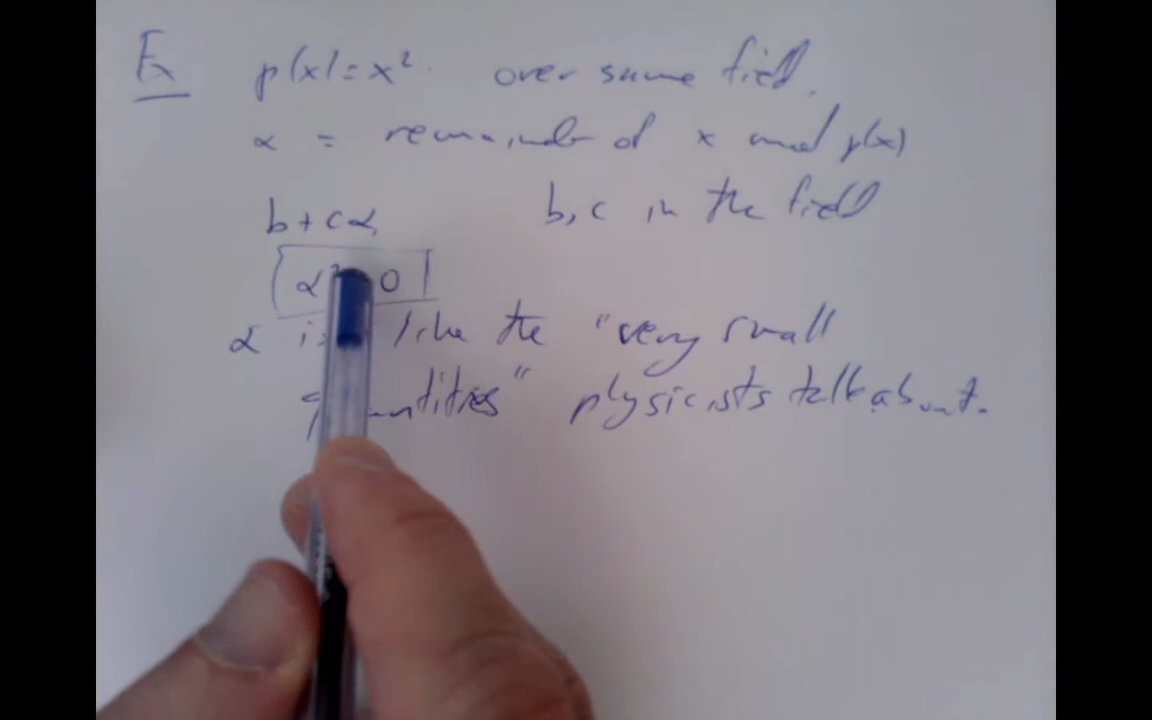 Ex p(x)=x². over some field.
α = remainder of x mod p(x)
b+cα, b,c in the field
α² 0
α is like the "very small
quantities" physicists talk about.